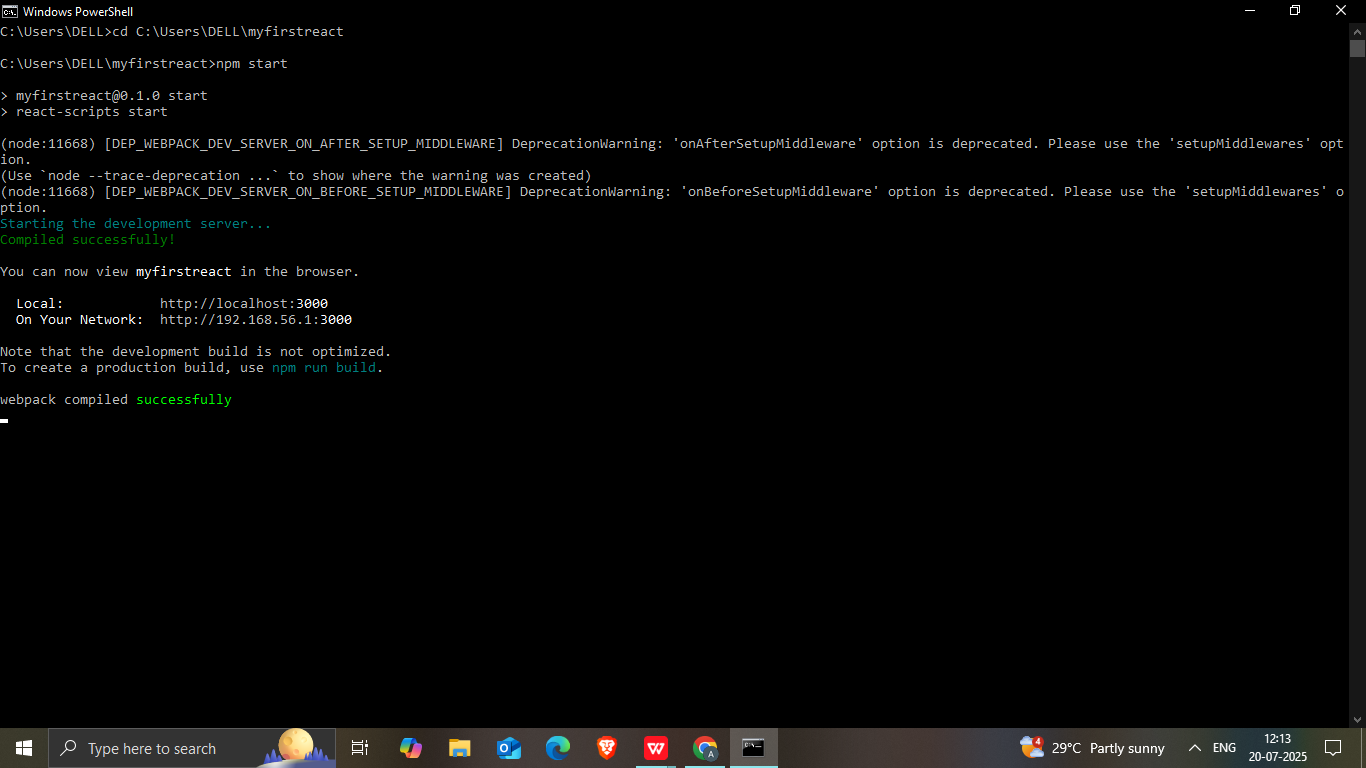 Windows PowerShell
C:\Users\DELL>cd C:\Users\DELL\myfirstreact
C:\Users\DELL\myfirstreact>npm start
> myfirstreact@0.1.0 start
> react-scripts start
(node:11668) [DEP_WEBPACK_DEV_SERVER_ON_AFTER_SETUP_MIDDLEWARE] DeprecationWarning: 'onAfterSetupMiddleware' option is deprecated. Please use the 'setupMiddlewares' opt
ion.
(Use `node --trace-deprecation ...` to show where the warning was created)
(node:11668) [DEP_WEBPACK_DEV_SERVER_ON_BEFORE_SETUP_MIDDLEWARE] DeprecationWarning: 'onBeforeSetupMiddleware' option is deprecated. Please use the 'setupMiddlewares' o
ption.
Starting the development server...
Compiled successfully!
You can now view myfirstreact in the browser.
Local: http://localhost:3000
On Your Network: http://192.168.56.1:3000
Note that the development build is not optimized.
To create a production build, use npm run build.
webpack compiled successfully
Type here to search
4
29°C Partly sunny
ENG
12:13
20-07-2025